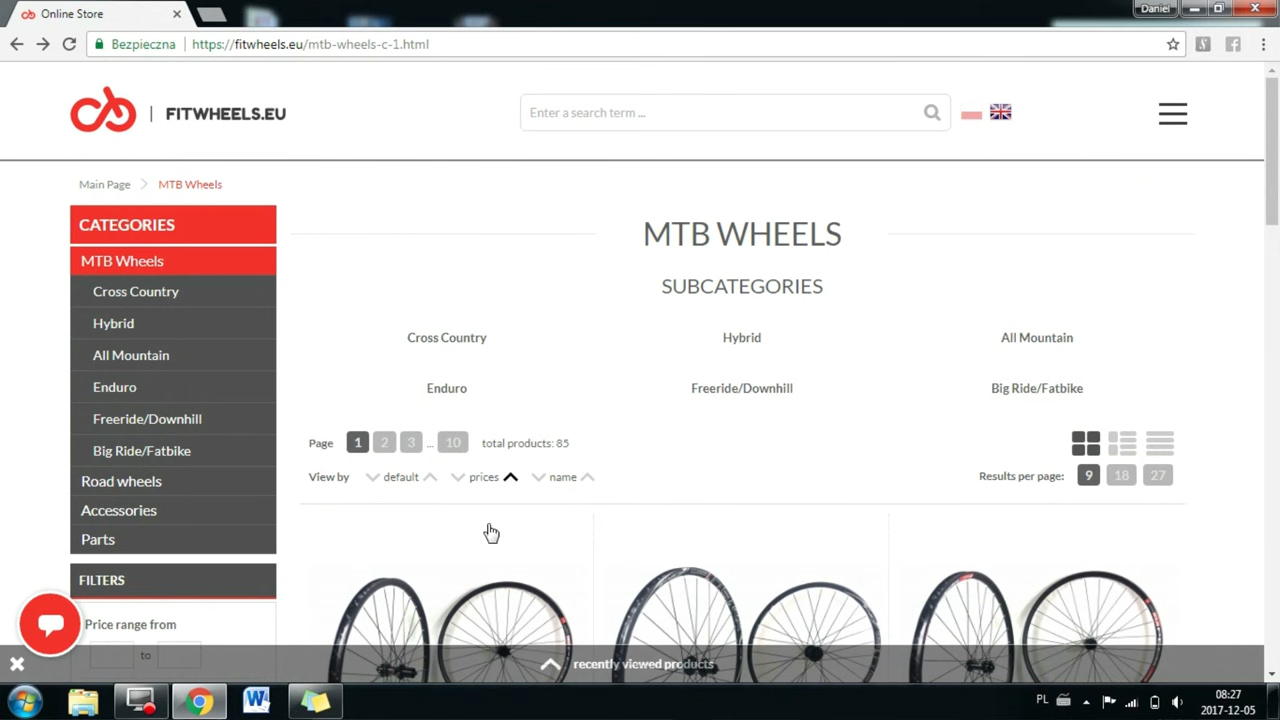 Online Store
Daniel
Bezpieczna
https://fitwheels.eu/mtb-wheels-c-1.html
FITWHEELS.EU
Enter a search term ...
Main Page
MTB Wheels
CATEGORIES
MTB Wheels
Cross Country
Hybrid
All Mountain
Enduro
Freeride/Downhill
Big Ride/Fatbike
Road wheels
Accessories
Parts
FILTERS
Price range from
to
MTB WHEELS
SUBCATEGORIES
Cross Country
Hybrid
All Mountain
Enduro
Freeride/Downhill
Big Ride/Fatbike
Page
1 2 3 ... 10
total products: 85
View by
default
prices
name
Results per page:
9 18 27
recently viewed products
PL
08:27
2017-12-05